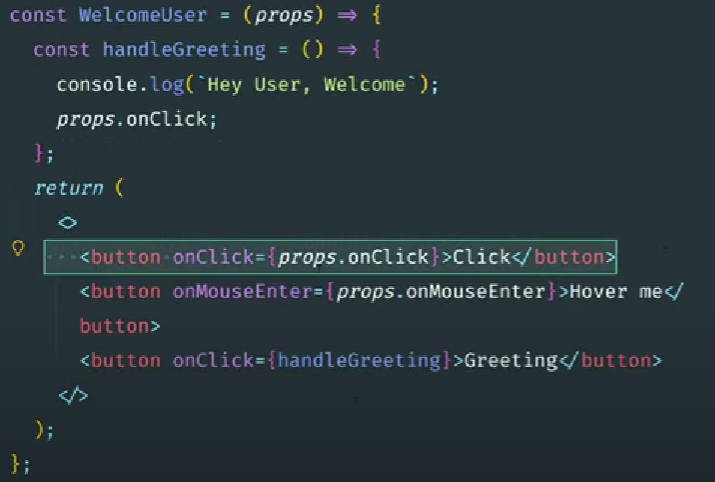 const WelcomeUser = (props) => {
  const handleGreeting = () => {
    console.log(`Hey User, Welcome`);
    props.onClick;
  };
  return (
    <>
      <button onClick={props.onClick}>Click</button>
      <button onMouseEnter={props.onMouseEnter}>Hover me</
      button>
      <button onClick={handleGreeting}>Greeting</button>
    </>
  );
};